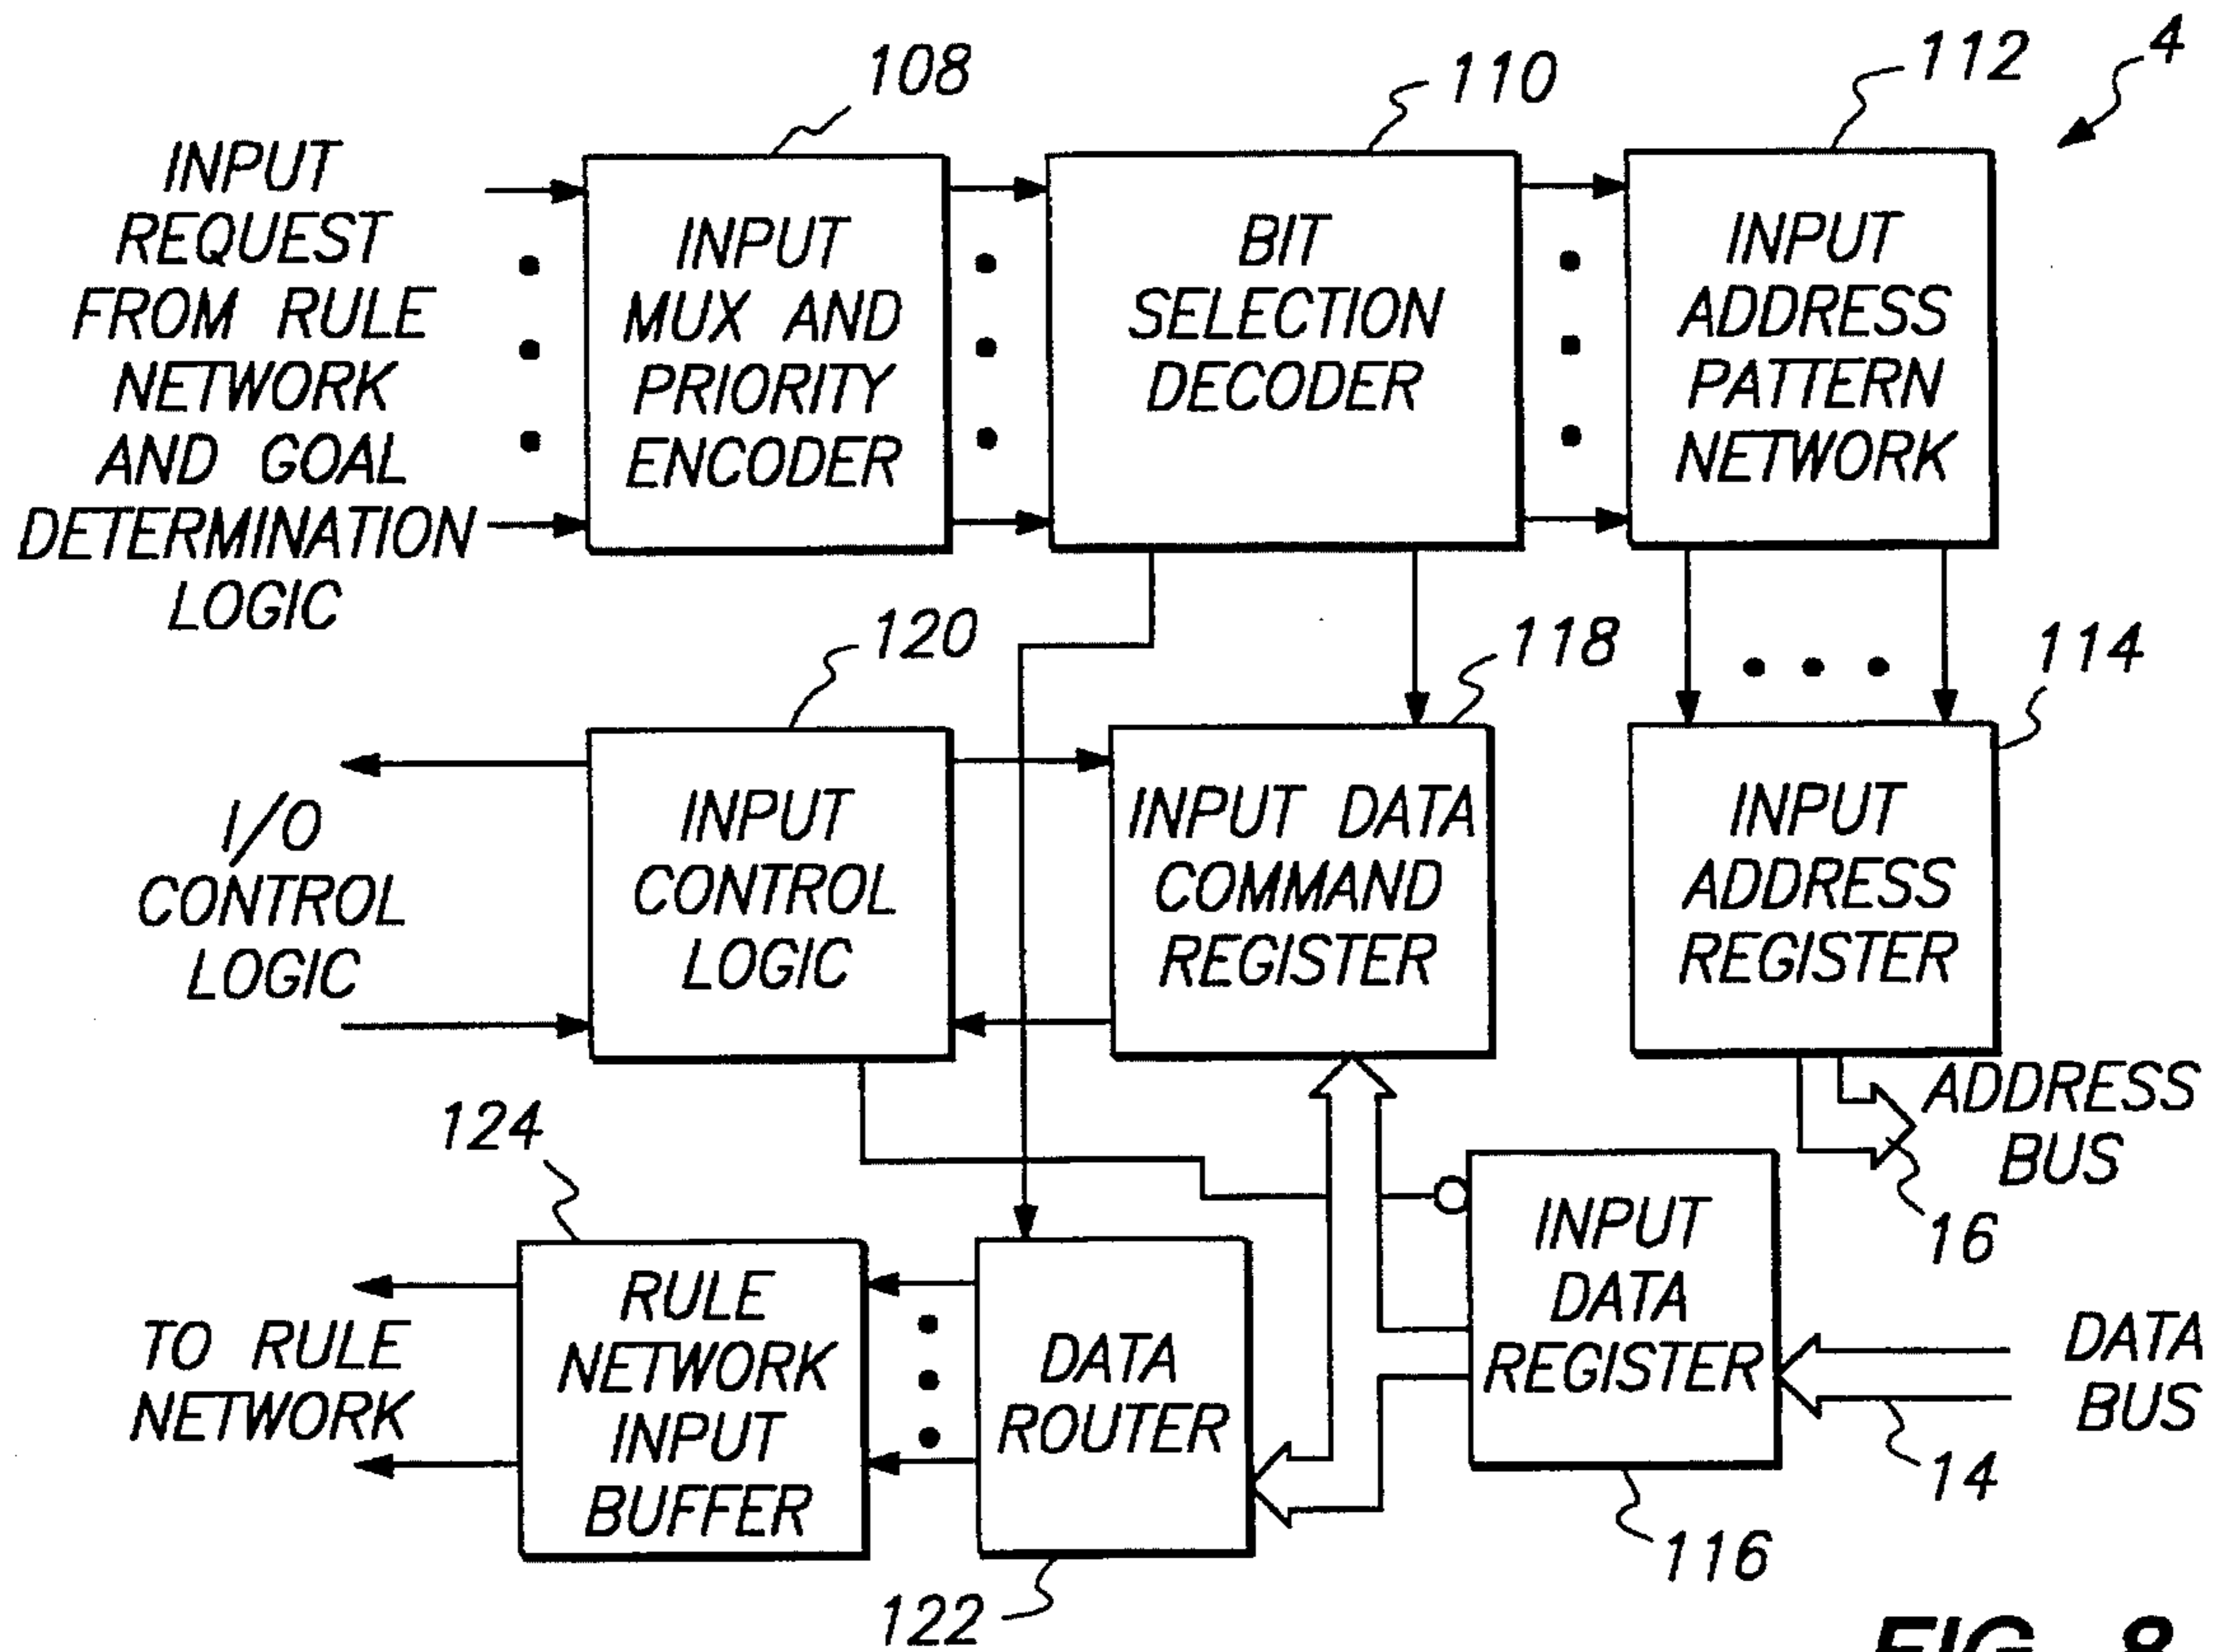 108
110
112
4
INPUT
REQUEST
FROM RULE
NETWORK
AND GOAL
DETERMINATION
LOGIC
INPUT
MUX AND
PRIORITY
ENCODER
BIT
SELECTION
DECODER
INPUT
ADDRESS
PATTERN
NETWORK
120
118
114
I/O
CONTROL
LOGIC
INPUT
CONTROL
LOGIC
INPUT DATA
COMMAND
REGISTER
INPUT
ADDRESS
REGISTER
ADDRESS
BUS
16
124
TO RULE
NETWORK
RULE
NETWORK
INPUT
BUFFER
DATA
ROUTER
INPUT
DATA
REGISTER
DATA
BUS
14
116
122
FIG. 8